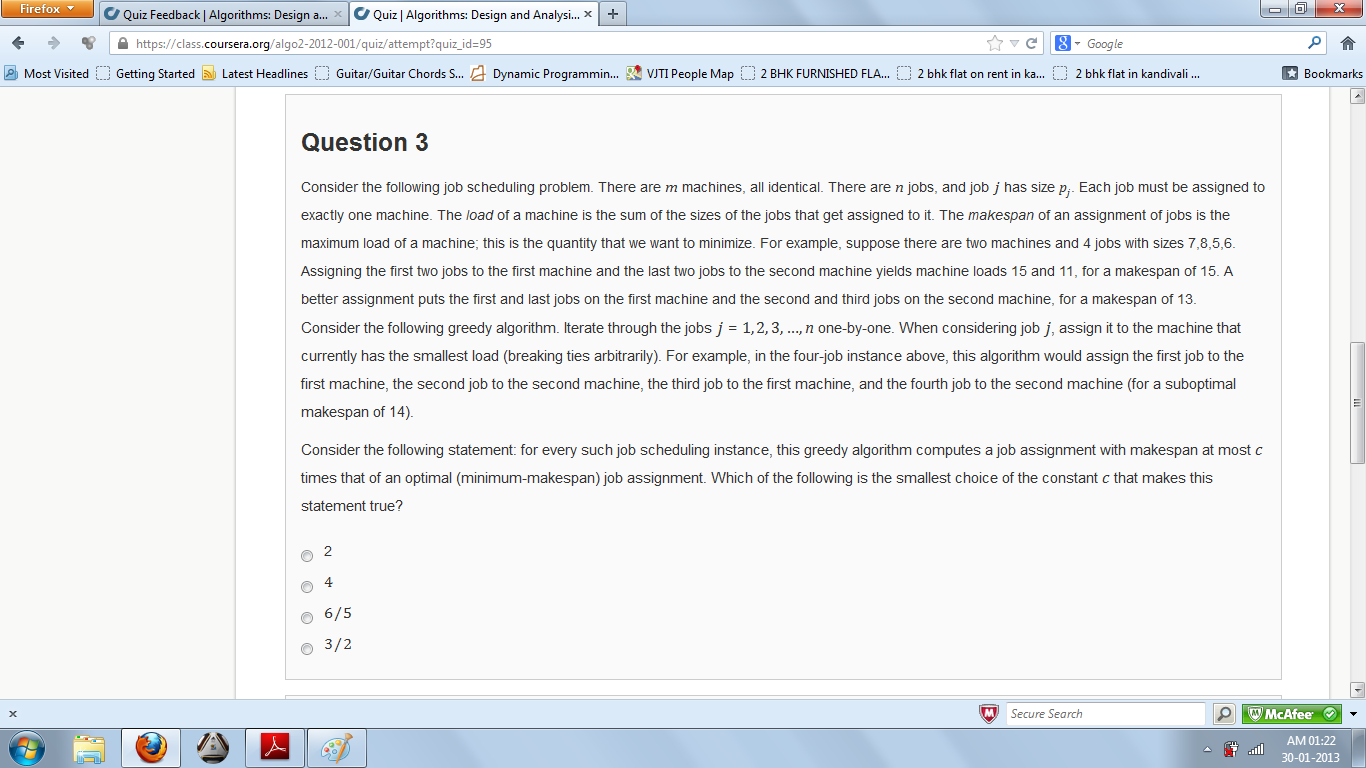 Firefox
Quiz Feedback | Algorithms: Design a...
Quiz | Algorithms: Design and Analysi...
https://class.coursera.org/algo2-2012-001/quiz/attempt?quiz_id=95
Google
Most Visited
Getting Started
Latest Headlines
Guitar/Guitar Chords S...
Dynamic Programmin...
VJTI People Map
2 BHK FURNISHED FLA...
2 bhk flat on rent in ka...
2 bhk flat in kandivali ...
Bookmarks
Question 3
Consider the following job scheduling problem. There are m machines, all identical. There are n jobs, and job j has size pj. Each job must be assigned to
exactly one machine. The load of a machine is the sum of the sizes of the jobs that get assigned to it. The makespan of an assignment of jobs is the
maximum load of a machine; this is the quantity that we want to minimize. For example, suppose there are two machines and 4 jobs with sizes 7,8,5,6.
Assigning the first two jobs to the first machine and the last two jobs to the second machine yields machine loads 15 and 11, for a makespan of 15. A
better assignment puts the first and last jobs on the first machine and the second and third jobs on the second machine, for a makespan of 13.
Consider the following greedy algorithm. Iterate through the jobs j = 1, 2, 3, ..., n one-by-one. When considering job j, assign it to the machine that
currently has the smallest load (breaking ties arbitrarily). For example, in the four-job instance above, this algorithm would assign the first job to the
first machine, the second job to the second machine, the third job to the first machine, and the fourth job to the second machine (for a suboptimal
makespan of 14).
Consider the following statement: for every such job scheduling instance, this greedy algorithm computes a job assignment with makespan at most c
times that of an optimal (minimum-makespan) job assignment. Which of the following is the smallest choice of the constant c that makes this
statement true?
2
4
6/5
3/2
x
Secure Search
McAfee
AM 01:22
30-01-2013